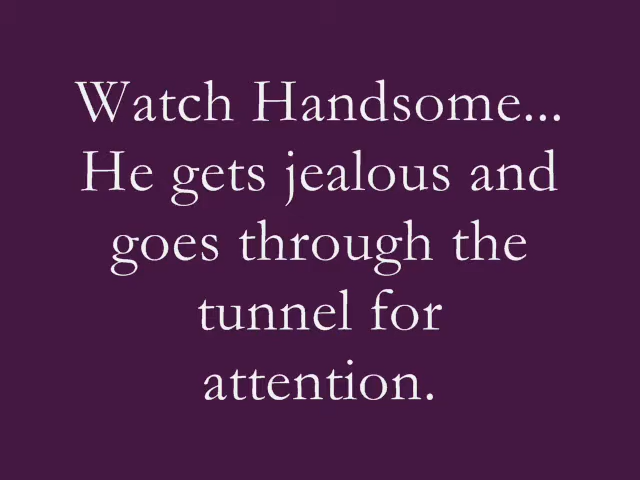 Watch Handsome...
He gets jealous and
goes through the
tunnel for
attention.